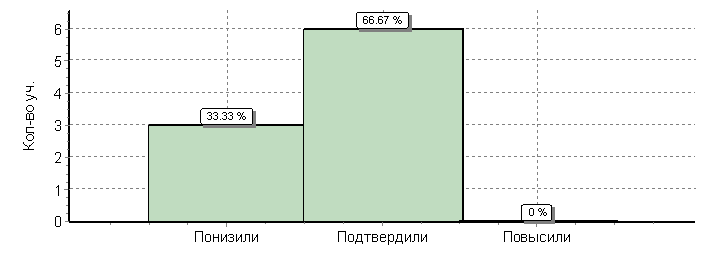 Кол-во уч.
6
5
4
3
2
1
0
33.33 %
66.67 %
0 %
Понизили
Подтвердили
Повысили